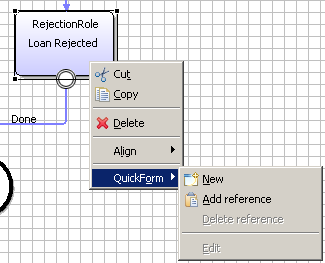 RejectionRole
Loan Rejected
Done
Cut
Copy
Delete
Align
QuickForm
New
Add reference
Delete reference
Edit